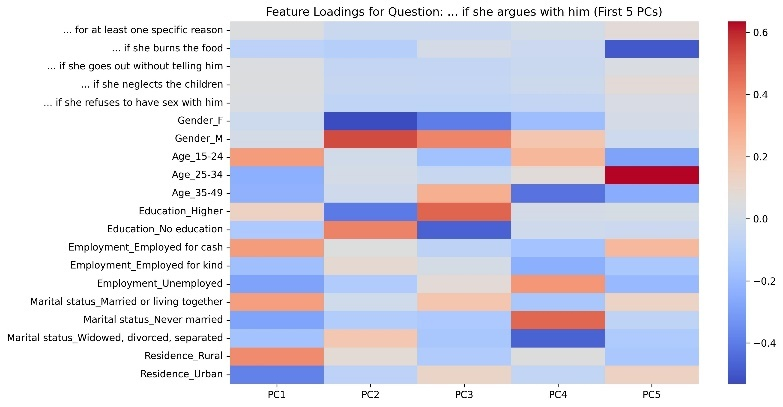 Feature Loadings for Question: ... if she argues with him (First 5 PCs)
... for at least one specific reason
... if she burns the food
... if she goes out without telling him
... if she neglects the children
... if she refuses to have sex with him
Gender_F
Gender_M
Age_15-24
Age_25-34
Age_35-49
Education_Higher
Education_No education
Employment_Employed for cash
Employment_Employed for kind
Employment_Unemployed
Marital status_Married or living together
Marital status_Never married
Marital status_Widowed, divorced, separated
Residence_Rural
Residence_Urban
PC1 PC2 PC3 PC4 PC5
0.6
0.4
0.2
0.0
−0.2
−0.4